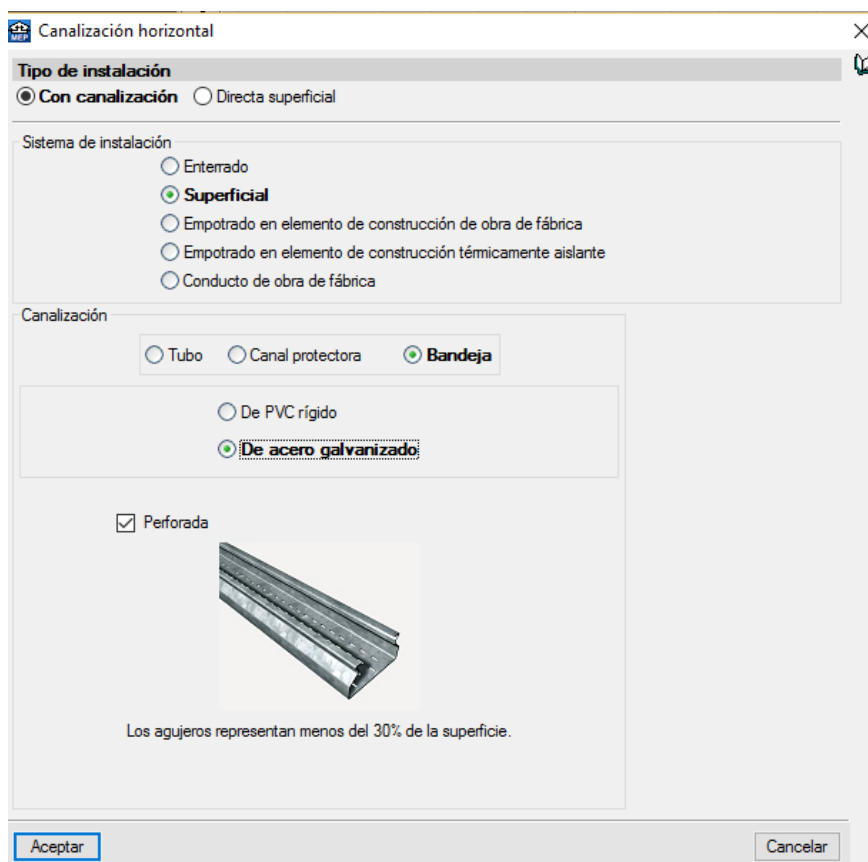 MEP Canalización horizontal
Tipo de instalación
Con canalización Directa superficial
Sistema de instalación
Enterrado
Superficial
Empotrado en elemento de construcción de obra de fábrica
Empotrado en elemento de construcción térmicamente aislante
Conducto de obra de fábrica
Canalización
Tubo Canal protectora Bandeja
De PVC rígido
De acero galvanizado
Perforada
Los agujeros representan menos del 30% de la superficie.
Aceptar Cancelar